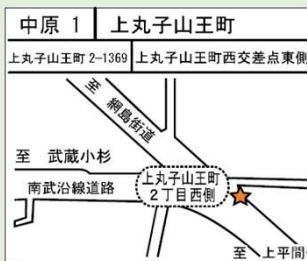 中原 1 上丸子山王町
上丸子山王町 2-1369 上丸子山王町西交差点東側
至 綱島街道
至 武蔵小杉
南武沿線道路
上丸子山王町
2丁目西側
至 上平間